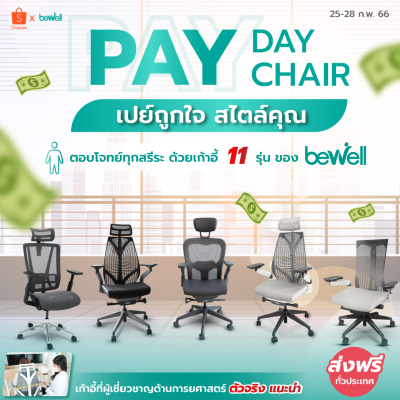 Shopee x bewell
25-28 ก.พ. 66
PAY DAY
CHAIR
เปย์ถูกใจ สไตล์คุณ
ตอบโจทย์ทุกสรีระ ด้วยเก้าอี้ 11 รุ่น ของ bewell
ส่งฟรี
ทั่วประเทศ
เก้าอี้ที่ผู้เชี่ยวชาญด้านการยศาสตร์ ตัวจริง แนะนำ